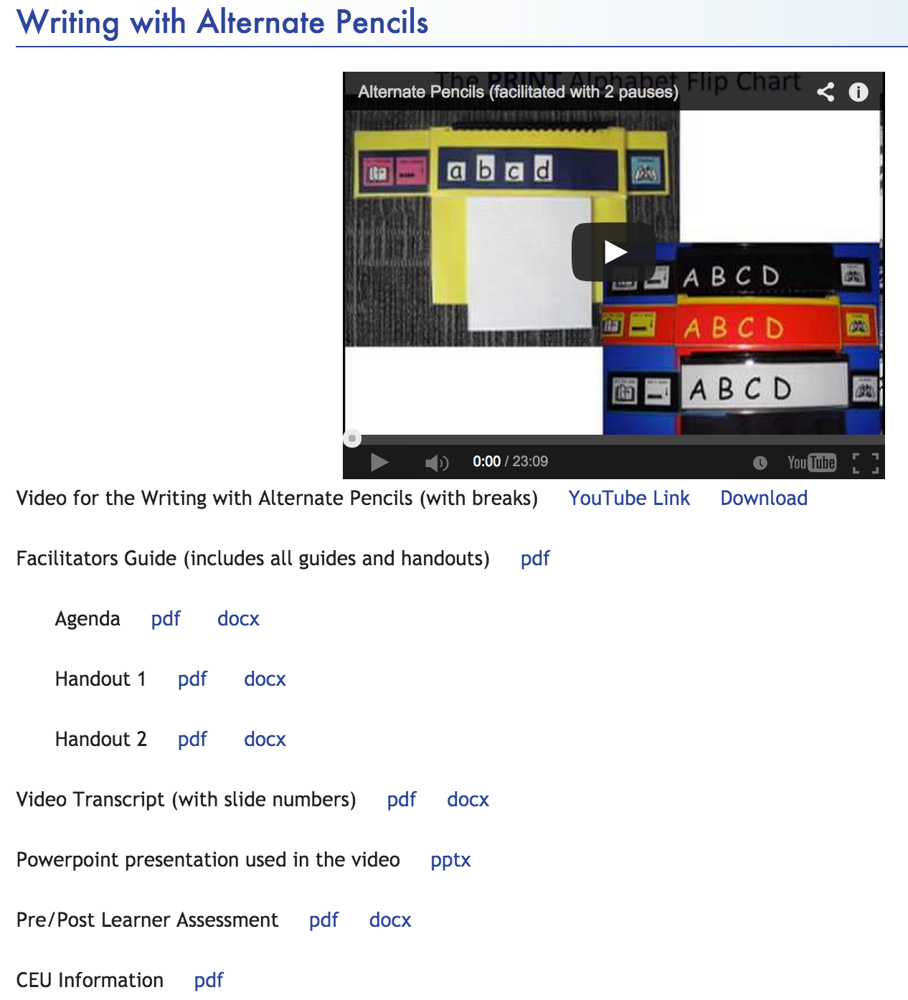 Writing with Alternate Pencils
The PRINT Alphabet Flip Chart
Alternate Pencils (facilitated with 2 pauses)
a b c d
A B C D
A B C D
A B C D
0:00 / 23:09
YouTube
Video for the Writing with Alternate Pencils (with breaks) YouTube Link Download
Facilitators Guide (includes all guides and handouts) pdf
Agenda pdf docx
Handout 1 pdf docx
Handout 2 pdf docx
Video Transcript (with slide numbers) pdf docx
Powerpoint presentation used in the video pptx
Pre/Post Learner Assessment pdf docx
CEU Information pdf